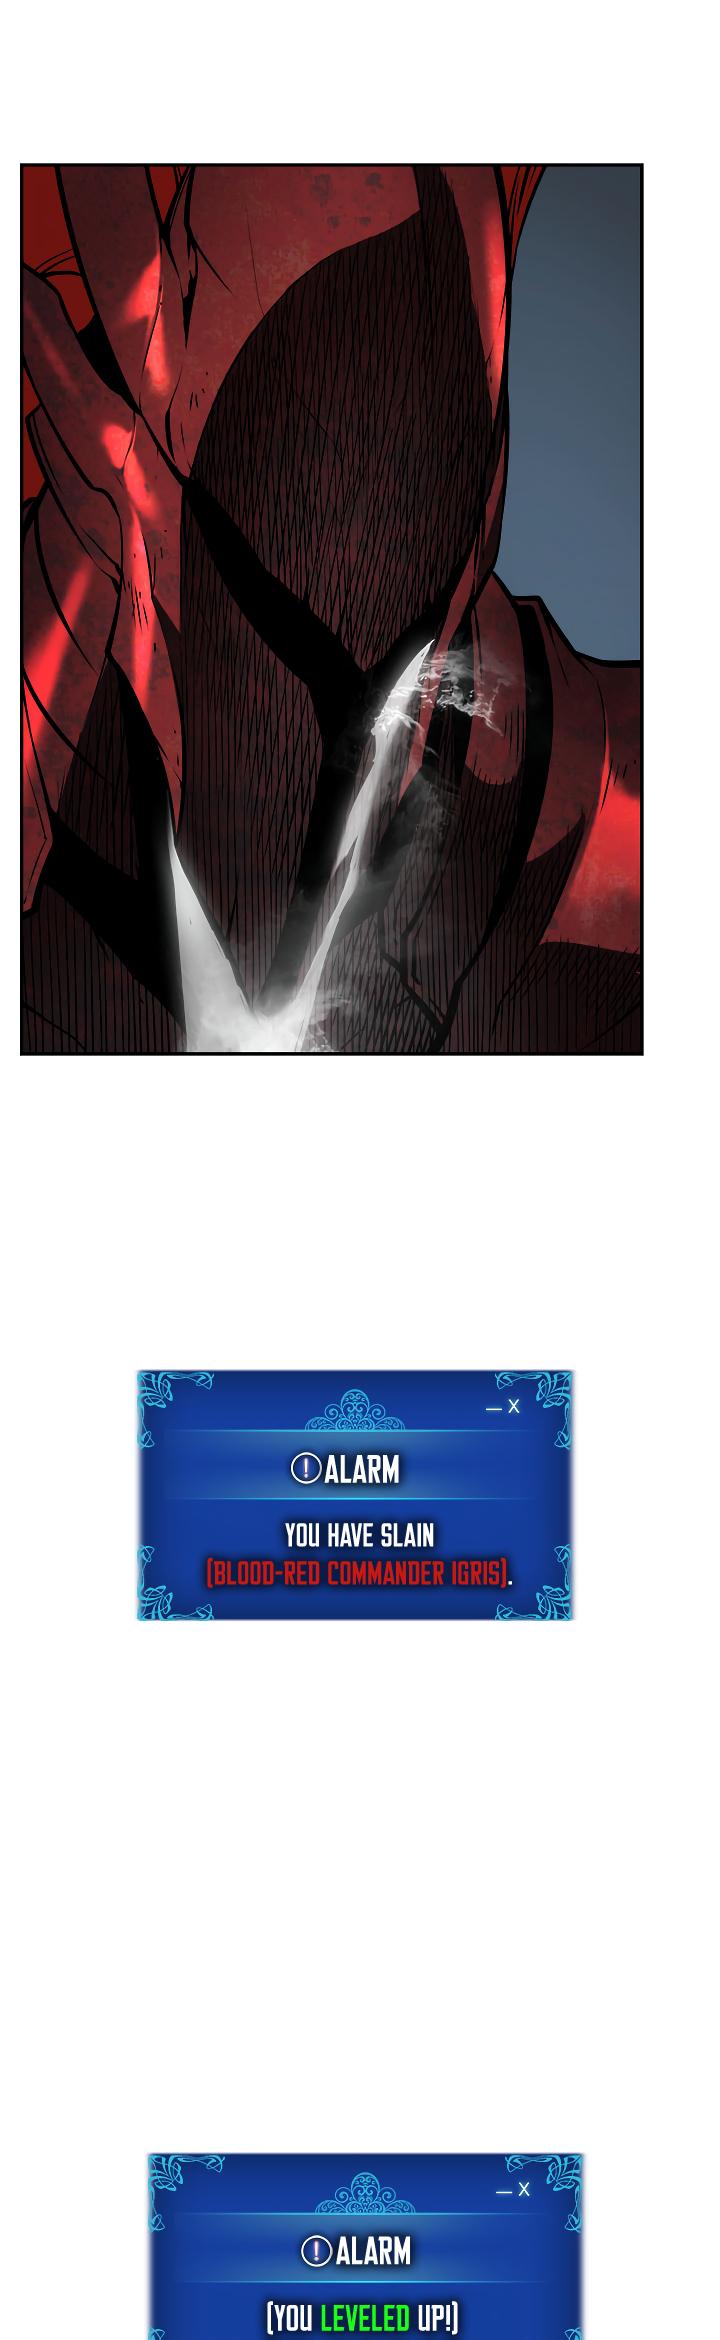 — X
! ALARM
YOU HAVE SLAIN
[BLOOD-RED COMMANDER IGRIS].
— X
! ALARM
[YOU LEVELED UP!]